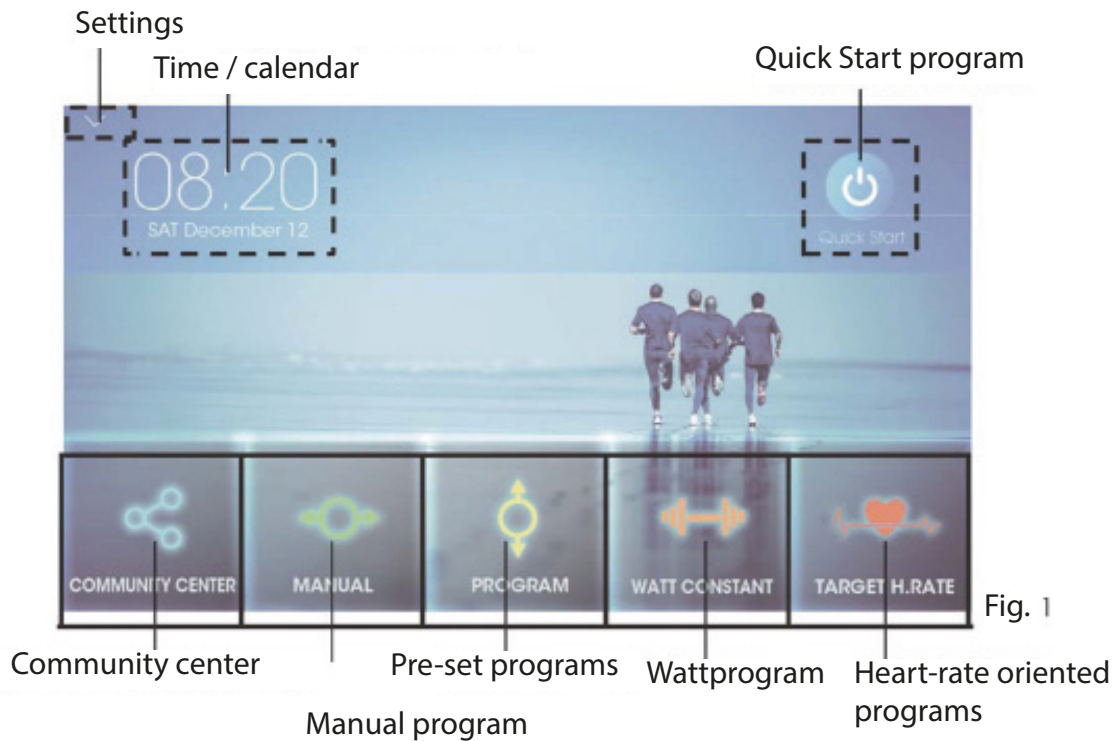 Settings
Time / calendar
Quick Start program
08:20
SAT December 12
Quick Start
COMMUNITY CENTER
MANUAL
PROGRAM
WATT CONSTANT
TARGET H.RATE
Fig. 1
Community center
Pre-set programs
Wattprogram
Heart-rate oriented
programs
Manual program